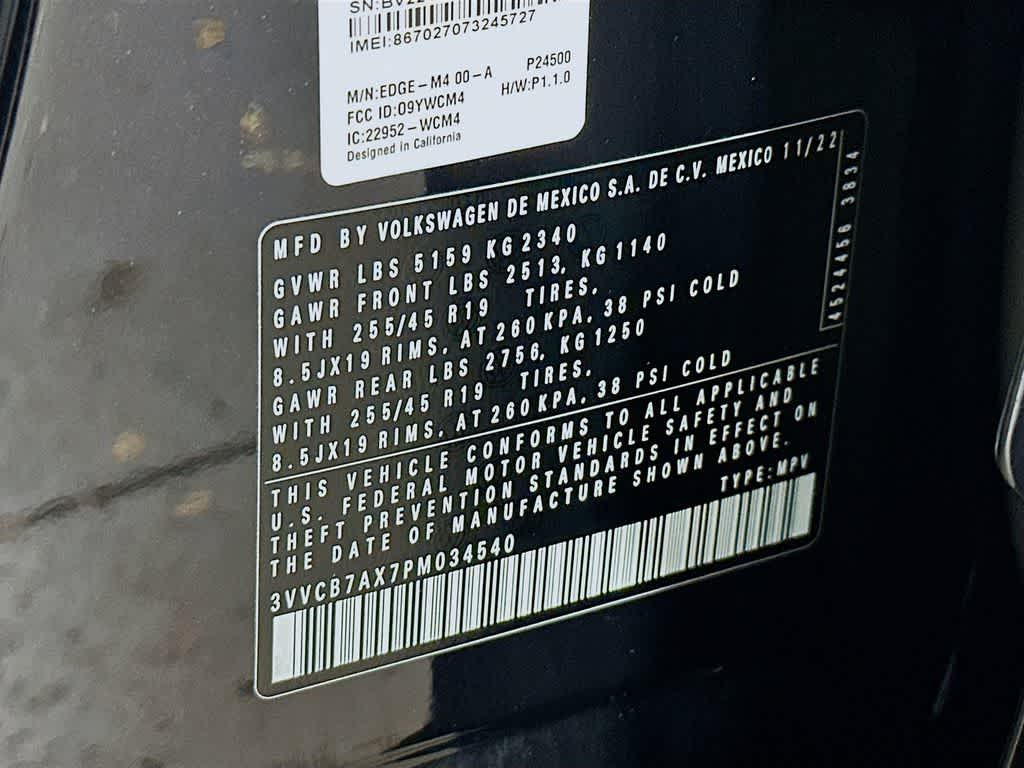 IMEI:867027073245727
M/N:EDGE-M4 00-A P24500
FCC ID:O9YWCM4 H/W:P1.1.0
IC:22952-WCM4
Designed in California
MFD BY VOLKSWAGEN DE MEXICO S.A. DE C.V. MEXICO 11/22
GVWR LBS 5159 KG 2340
GAWR FRONT LBS 2513, KG 1140
WITH 255/45 R19 TIRES,
8.5JX19 RIMS, AT 260 KPA, 38 PSI COLD
GAWR REAR LBS 2756, KG 1250
WITH 255/45 R19 TIRES,
8.5JX19 RIMS, AT 260 KPA, 38 PSI COLD
4524456 3834
THIS VEHICLE CONFORMS TO ALL APPLICABLE
U.S. FEDERAL MOTOR VEHICLE SAFETY AND
THEFT PREVENTION STANDARDS IN EFFECT ON
THE DATE OF MANUFACTURE SHOWN ABOVE.
TYPE:MPV
3VVCB7AX7PM034540